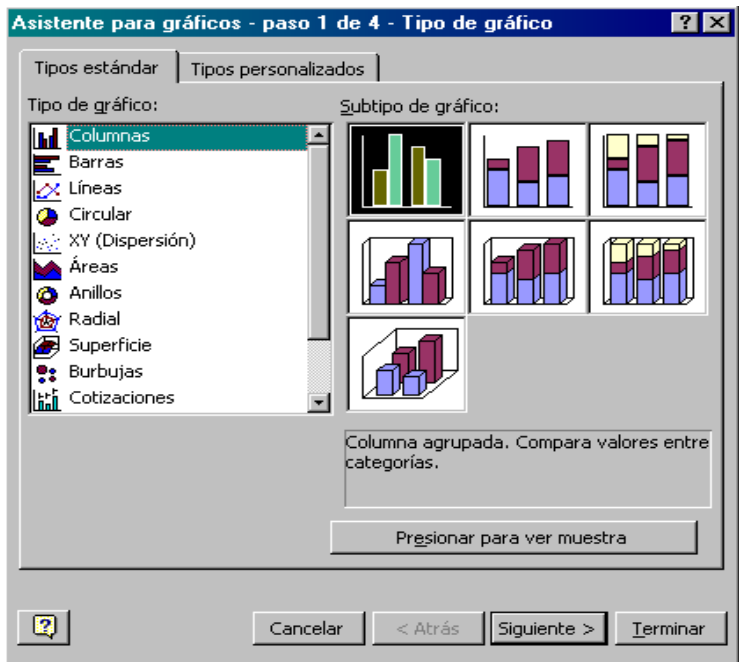 Asistente para gráficos - paso 1 de 4 - Tipo de gráfico
Tipos estándar
Tipos personalizados
Tipo de gráfico:
Columnas
Barras
Líneas
Circular
XY (Dispersión)
Áreas
Anillos
Radial
Superficie
Burbujas
Cotizaciones
Subtipo de gráfico:
Columna agrupada. Compara valores entre
categorías.
Presionar para ver muestra
Cancelar
< Atrás
Siguiente >
Terminar